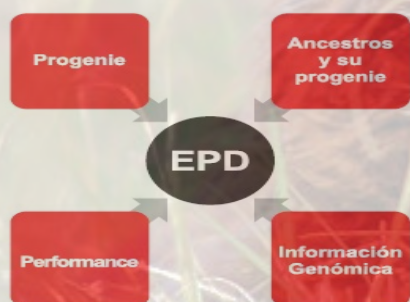 Progenie
Ancestros
y su
progenie
EPD
Performance
Información
Genómica